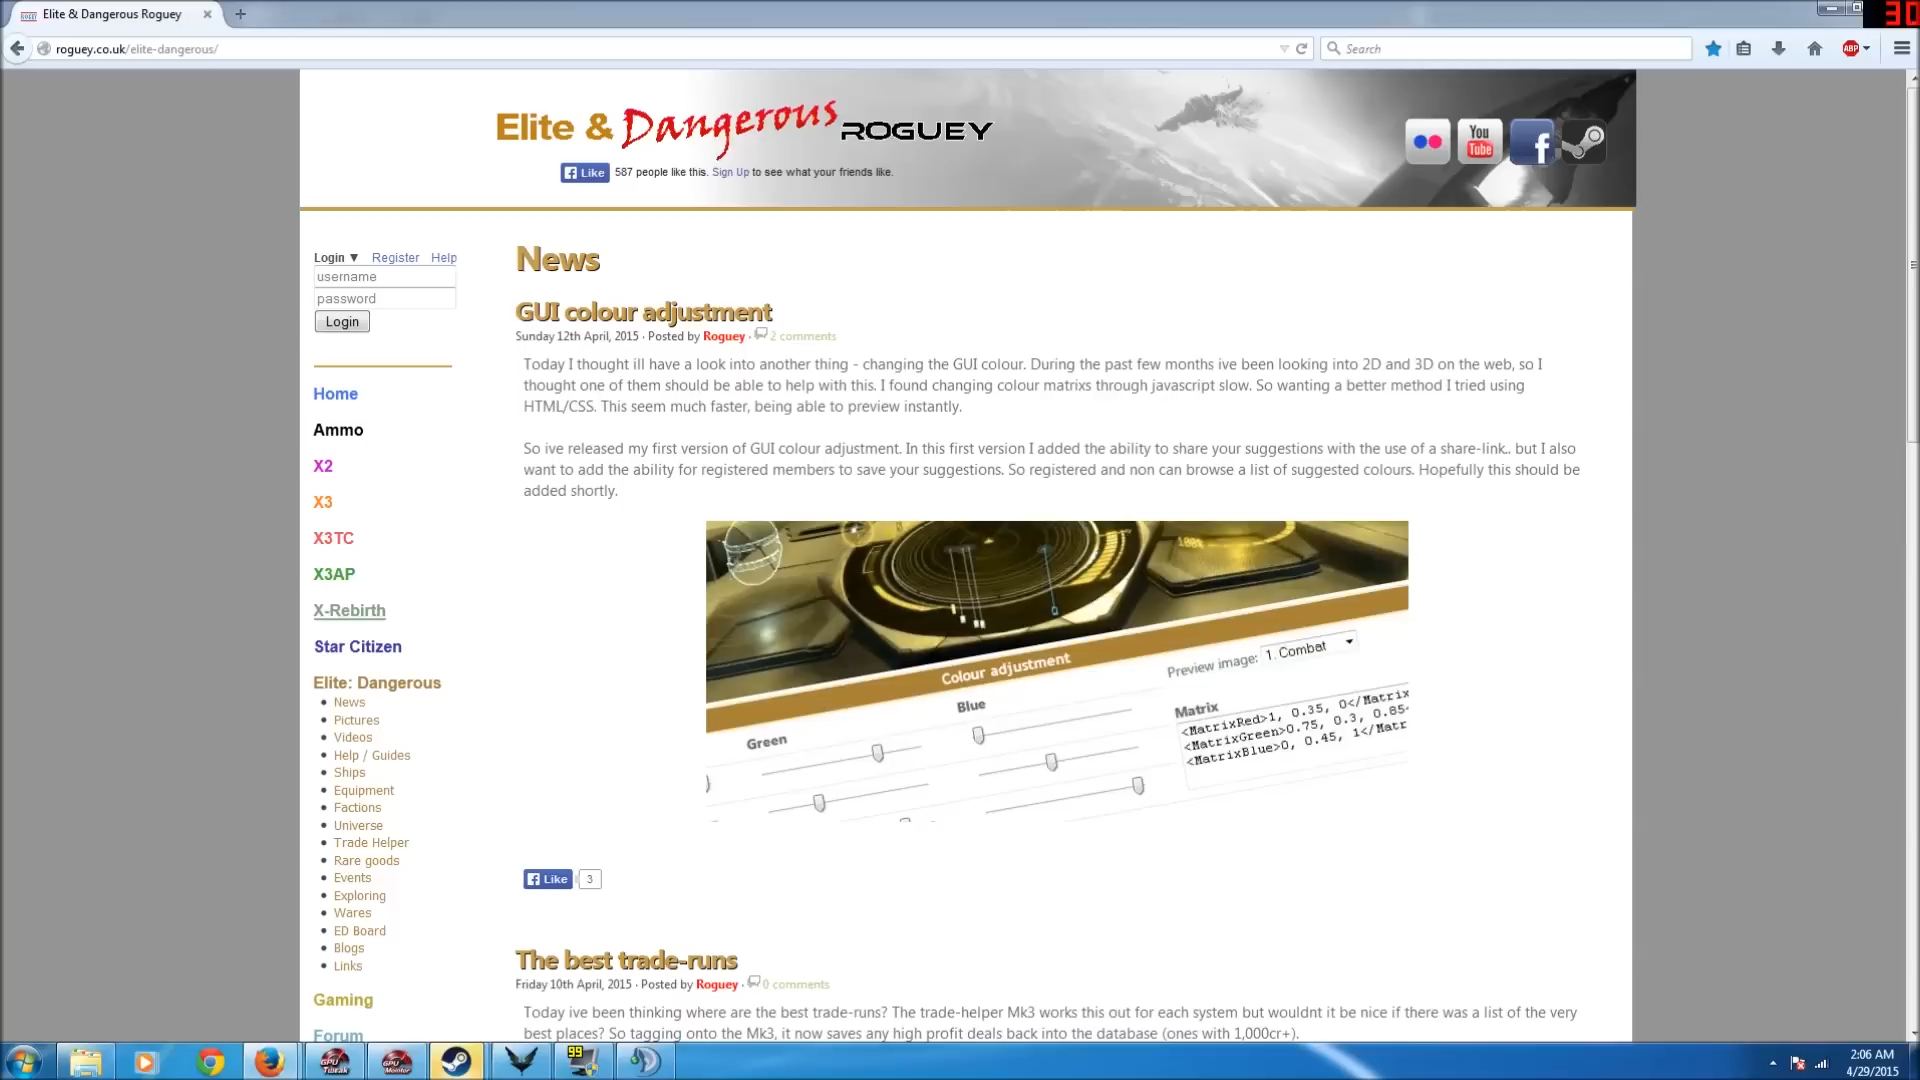 Elite & Dangerous Roguey
30
roguey.co.uk/elite-dangerous/
Search
ABP
Elite & Dangerous ROGUEY
You
Tube
Like 587 people like this. Sign Up to see what your friends like.
Login ▼ Register Help
username
password
Login
Home
Ammo
X2
X3
X3TC
X3AP
X-Rebirth
Star Citizen
Elite: Dangerous
News
Pictures
Videos
Help / Guides
Ships
Equipment
Factions
Universe
Trade Helper
Rare goods
Events
Exploring
Wares
ED Board
Blogs
Links
Gaming
Forum
News
GUI colour adjustment
Sunday 12th April, 2015 · Posted by Roguey · 2 comments
Today I thought ill have a look into another thing - changing the GUI colour. During the past few months ive been looking into 2D and 3D on the web, so I
thought one of them should be able to help with this. I found changing colour matrixs through javascript slow. So wanting a better method I tried using
HTML/CSS. This seem much faster, being able to preview instantly.
So ive released my first version of GUI colour adjustment. In this first version I added the ability to share your suggestions with the use of a share-link.. but I also
want to add the ability for registered members to save your suggestions. So registered and non can browse a list of suggested colours. Hopefully this should be
added shortly.
100%
Colour adjustment
Preview image: 1. Combat
Green
Blue
Matrix
<MatrixRed>1, 0.35, 0</Matrix
<MatrixGreen>0.75, 0.3, 0.85<
<MatrixBlue>0, 0.45, 1</Matr
Like 3
The best trade-runs
Friday 10th April, 2015 · Posted by Roguey · 0 comments
Today ive been thinking where are the best trade-runs? The trade-helper Mk3 works this out for each system but wouldnt it be nice if there was a list of the very
best places? So tagging onto the Mk3, it now saves any high profit deals back into the database (ones with 1,000cr+).
GPU
Tweak
GPU
Monitor
99
2:06 AM
4/29/2015